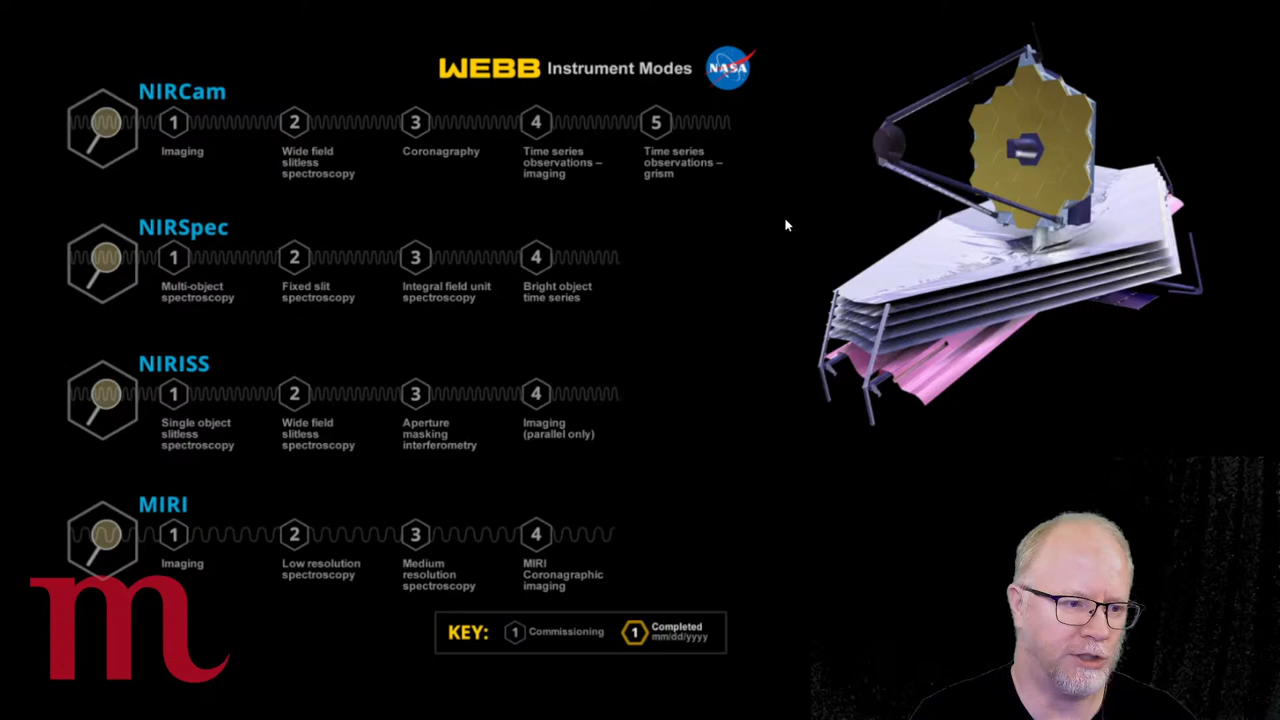 WEBB Instrument Modes NASA
NIRCam
1 2 3 4 5
Imaging
Wide field
slitless
spectroscopy
Coronagraphy
Time series
observations –
imaging
Time series
observations –
grism
NIRSpec
1 2 3 4
Multi-object
spectroscopy
Fixed slit
spectroscopy
Integral field unit
spectroscopy
Bright object
time series
NIRISS
1 2 3 4
Single object
slitless
spectroscopy
Wide field
slitless
spectroscopy
Aperture
masking
interferometry
Imaging
(parallel only)
MIRI
1 2 3 4
Imaging
Low resolution
spectroscopy
Medium
resolution
spectroscopy
MIRI
Coronagraphic
imaging
m
KEY: 1 Commissioning 1 Completed
mm/dd/yyyy